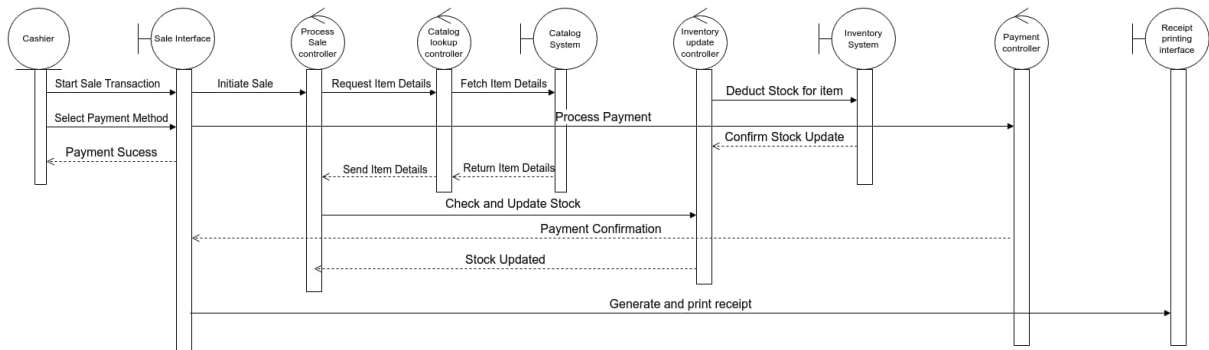 Cashier
Sale Interface
Process
Sale
controller
Catalog
lookup
controller
Catalog
System
Inventory
update
controller
Inventory
System
Payment
controller
Receipt
printing
interface
Start Sale Transaction
Initiate Sale
Request Item Details
Fetch Item Details
Deduct Stock for item
Select Payment Method
Process Payment
Confirm Stock Update
Payment Sucess
Send Item Details
Return Item Details
Check and Update Stock
Payment Confirmation
Stock Updated
Generate and print receipt